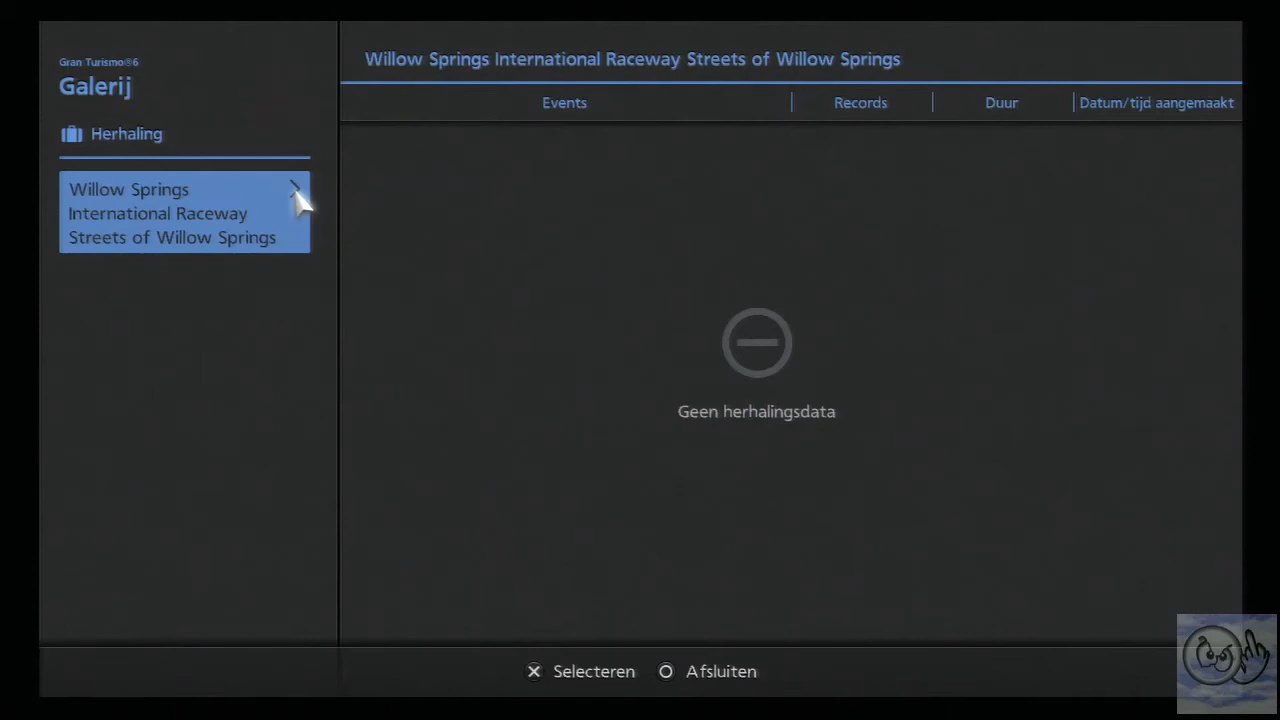 Gran Turismo®6
Galerij
Herhaling
Willow Springs
International Raceway
Streets of Willow Springs
Willow Springs International Raceway Streets of Willow Springs
Events Records Duur Datum/tijd aangemaakt
Geen herhalingsdata
Selecteren Afsluiten